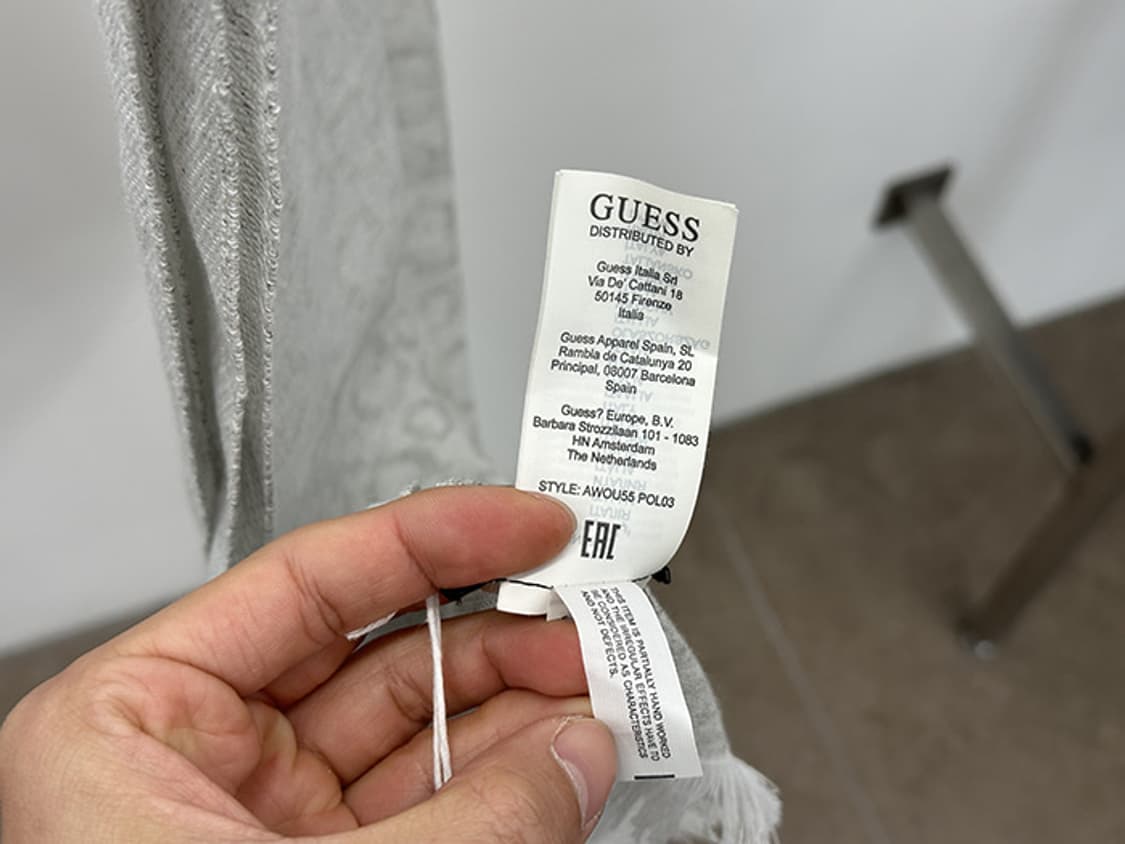 GUESS
DISTRIBUTED BY
Guess Italia Srl
Via De' Cattani 18
50145 Firenze
Italia
Guess Apparel Spain, SL
Rambla de Catalunya 20
Principal, 08007 Barcelona
Spain
Guess? Europe, B.V.
Barbara Strozzilaan 101 - 1083
HN Amsterdam
The Netherlands
STYLE: AWOU55 POL03
EAC
THIS ITEM IS PARTIALLY HAND WORKED
AND THE IRREGULAR EFFECTS HAVE TO
BE CONSIDERED AS CHARACTERISTICS
AND NOT DEFECTS.